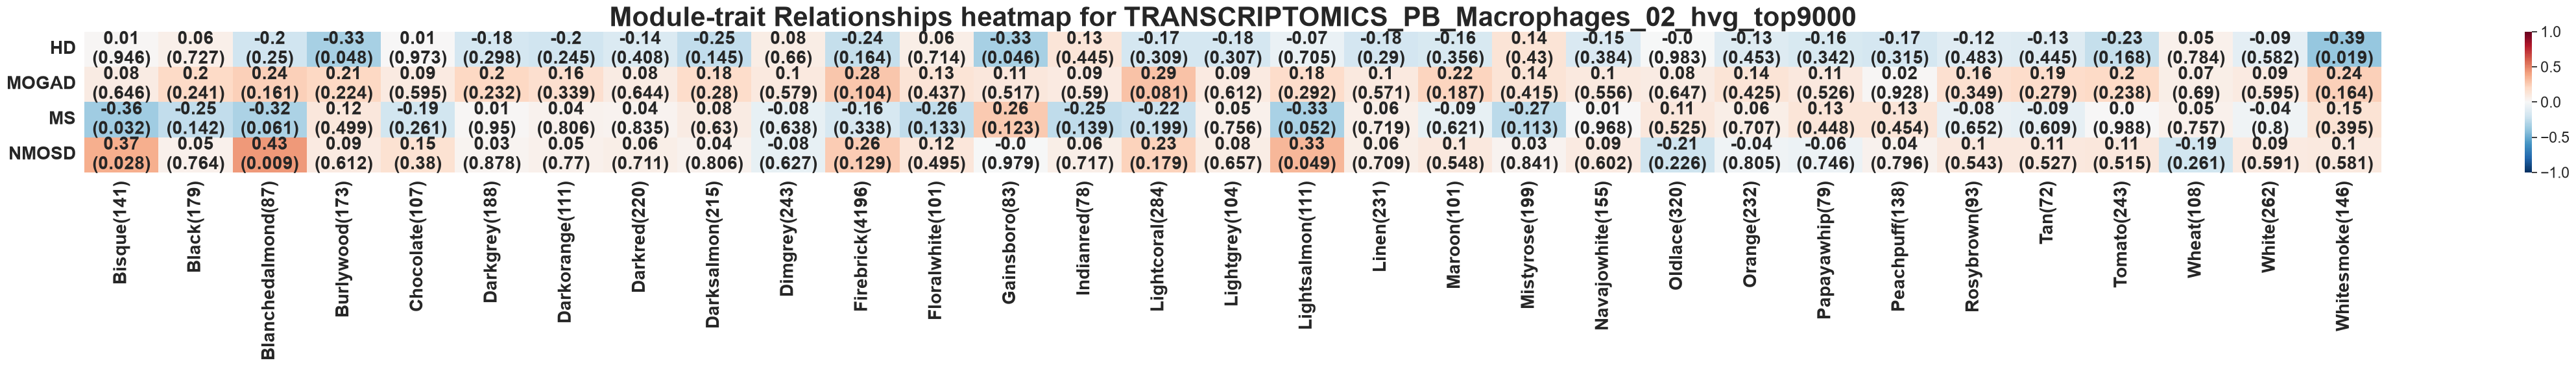 Module-trait Relationships heatmap for TRANSCRIPTOMICS_PB_Macrophages_02_hvg_top9000
HD
0.01 0.06 -0.2 -0.33 0.01 -0.18 -0.2 -0.14 -0.25 0.08 -0.24 0.06 -0.33 0.13 -0.17 -0.18 -0.07 -0.18 -0.16 0.14 -0.15 -0.0 -0.13 -0.16 -0.17 -0.12 -0.13 -0.23 0.05 -0.09 -0.39
(0.946) (0.727) (0.25) (0.048) (0.973) (0.298) (0.245) (0.408) (0.145) (0.66) (0.164) (0.714) (0.046) (0.445) (0.309) (0.307) (0.705) (0.29) (0.356) (0.43) (0.384) (0.983) (0.453) (0.342) (0.315) (0.483) (0.445) (0.168) (0.784) (0.582) (0.019)
MOGAD
0.08 0.2 0.24 0.21 0.09 0.2 0.16 0.08 0.18 0.1 0.28 0.13 0.11 0.09 0.29 0.09 0.18 0.1 0.22 0.14 0.1 0.08 0.14 0.11 0.02 0.16 0.19 0.2 0.07 0.09 0.24
(0.646) (0.241) (0.161) (0.224) (0.595) (0.232) (0.339) (0.644) (0.28) (0.579) (0.104) (0.437) (0.517) (0.59) (0.081) (0.612) (0.292) (0.571) (0.187) (0.415) (0.556) (0.647) (0.425) (0.526) (0.928) (0.349) (0.279) (0.238) (0.69) (0.595) (0.164)
MS
-0.36 -0.25 -0.32 0.12 -0.19 0.01 0.04 0.04 0.08 -0.08 -0.16 -0.26 0.26 -0.25 -0.22 0.05 -0.33 0.06 -0.09 -0.27 0.01 0.11 0.06 0.13 0.13 -0.08 -0.09 0.0 0.05 -0.04 0.15
(0.032) (0.142) (0.061) (0.499) (0.261) (0.95) (0.806) (0.835) (0.63) (0.638) (0.338) (0.133) (0.123) (0.139) (0.199) (0.756) (0.052) (0.719) (0.621) (0.113) (0.968) (0.525) (0.707) (0.448) (0.454) (0.652) (0.609) (0.988) (0.757) (0.8) (0.395)
NMOSD
0.37 0.05 0.43 0.09 0.15 0.03 0.05 0.06 0.04 -0.08 0.26 0.12 -0.0 0.06 0.23 0.08 0.33 0.06 0.1 0.03 0.09 -0.21 -0.04 -0.06 0.04 0.1 0.11 0.11 -0.19 0.09 0.1
(0.028) (0.764) (0.009) (0.612) (0.38) (0.878) (0.77) (0.711) (0.806) (0.627) (0.129) (0.495) (0.979) (0.717) (0.179) (0.657) (0.049) (0.709) (0.548) (0.841) (0.602) (0.226) (0.805) (0.746) (0.796) (0.543) (0.527) (0.515) (0.261) (0.591) (0.581)
Bisque(141)
Black(179)
Blanchedalmond(87)
Burlywood(173)
Chocolate(107)
Darkgrey(188)
Darkorange(111)
Darkred(220)
Darksalmon(215)
Dimgrey(243)
Firebrick(4196)
Floralwhite(101)
Gainsboro(83)
Indianred(78)
Lightcoral(284)
Lightgrey(104)
Lightsalmon(111)
Linen(231)
Maroon(101)
Mistyrose(199)
Navajowhite(155)
Oldlace(320)
Orange(232)
Papayawhip(79)
Peachpuff(138)
Rosybrown(93)
Tan(72)
Tomato(243)
Wheat(108)
White(262)
Whitesmoke(146)
1.0
0.5
0.0
−0.5
−1.0